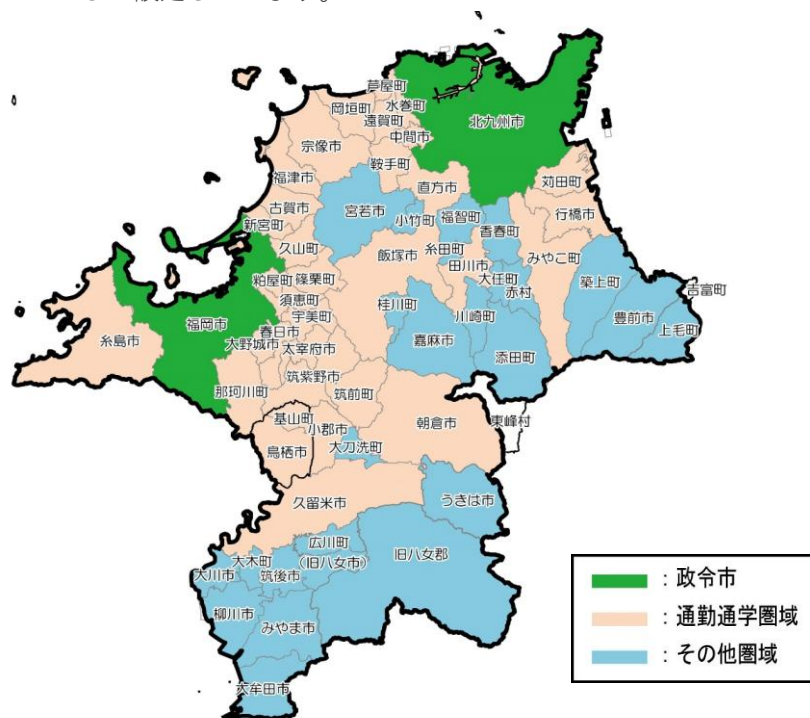 芦屋町
岡垣町
水巻町
遠賀町
北九州市
中間市
宗像市
鞍手町
福津市
直方市
苅田町
宮若市
古賀市
小竹町
福智町
行橋市
新宮町
香春町
久山町
飯塚市
糸田町
みやこ町
田川市
粕屋町
篠栗町
大任町
築上町
須恵町
桂川町
赤村
吉富町
福岡市
宇美町
川崎町
豊前市
春日市
上毛町
糸島市
大野城市
太宰府市
嘉麻市
添田町
筑紫野市
那珂川町
筑前町
基山町
小郡市
朝倉市
東峰村
鳥栖市
大刀洗町
久留米市
うきは市
広川町
旧八女郡
大木町
(旧八女市)
大川市
筑後市
柳川市
みやま市
大牟田市
：政令市
：通勤通学圏域
：その他圏域